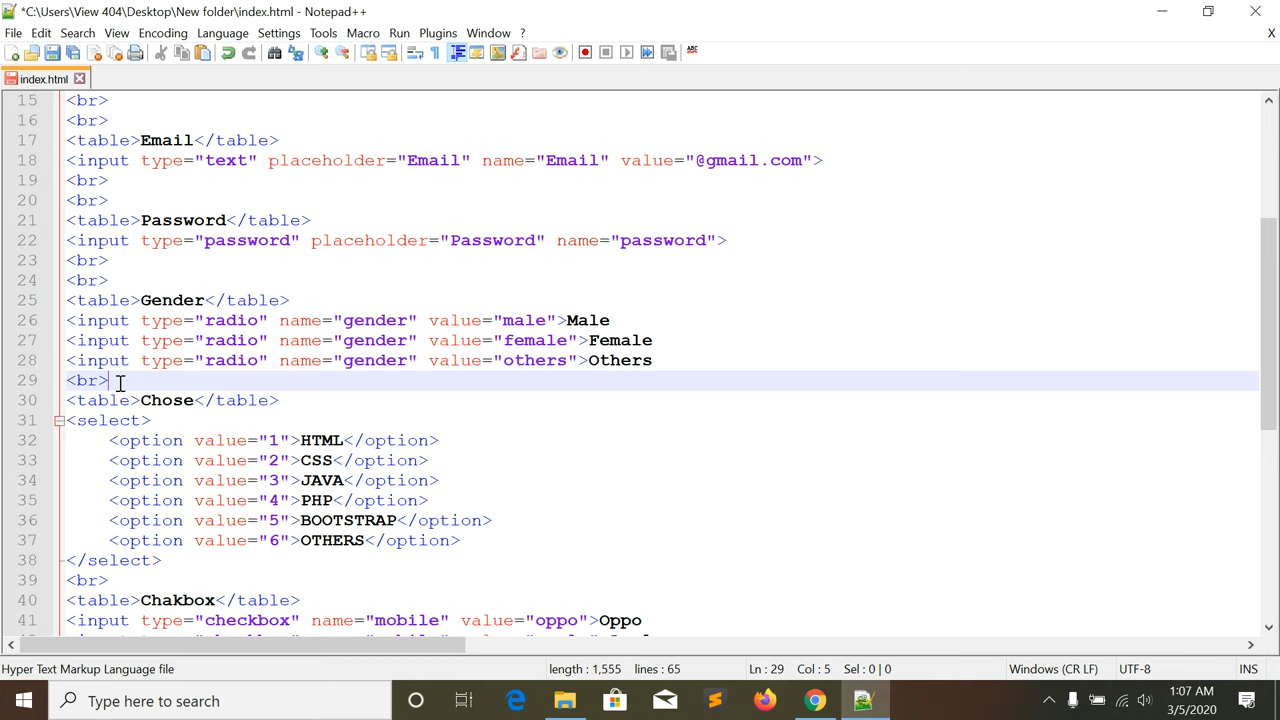 *C:\Users\View 404\Desktop\New folder\index.html - Notepad++
File Edit Search View Encoding Language Settings Tools Macro Run Plugins Window ? X
index.html
15 <br>
16 <br>
17 <table>Email</table>
18 <input type="text" placeholder="Email" name="Email" value="@gmail.com">
19 <br>
20 <br>
21 <table>Password</table>
22 <input type="password" placeholder="Password" name="password">
23 <br>
24 <br>
25 <table>Gender</table>
26 <input type="radio" name="gender" value="male">Male
27 <input type="radio" name="gender" value="female">Female
28 <input type="radio" name="gender" value="others">Others
29 <br>
30 <table>Chose</table>
31 <select>
32 <option value="1">HTML</option>
33 <option value="2">CSS</option>
34 <option value="3">JAVA</option>
35 <option value="4">PHP</option>
36 <option value="5">BOOTSTRAP</option>
37 <option value="6">OTHERS</option>
38 </select>
39 <br>
40 <table>Chakbox</table>
41 <input type="checkbox" name="mobile" value="oppo">Oppo
Hyper Text Markup Language file length : 1,555 lines : 65 Ln : 29 Col : 5 Sel : 0 | 0 Windows (CR LF) UTF-8 INS
Type here to search
1:07 AM
3/5/2020